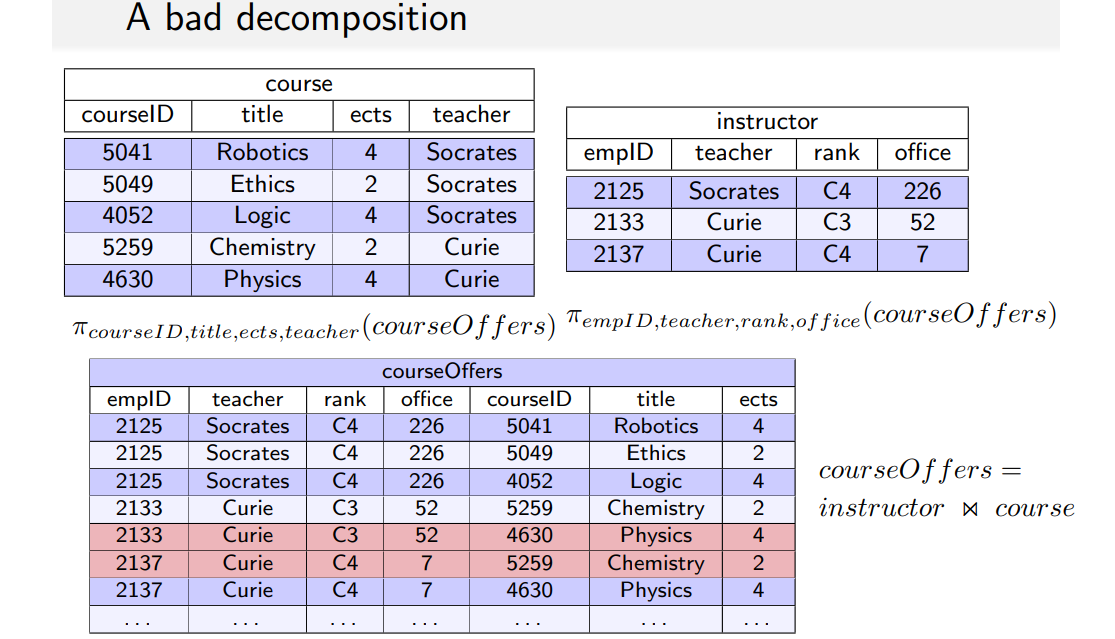 A bad decomposition
course
courseID title ects teacher
5041 Robotics 4 Socrates
5049 Ethics 2 Socrates
4052 Logic 4 Socrates
5259 Chemistry 2 Curie
4630 Physics 4 Curie
π_{courseID,title,ects,teacher}(courseOffers)
instructor
empID teacher rank office
2125 Socrates C4 226
2133 Curie C3 52
2137 Curie C4 7
π_{empID,teacher,rank,office}(courseOffers)
courseOffers
empID teacher rank office courseID title ects
2125 Socrates C4 226 5041 Robotics 4
2125 Socrates C4 226 5049 Ethics 2
2125 Socrates C4 226 4052 Logic 4
2133 Curie C3 52 5259 Chemistry 2
2133 Curie C3 52 4630 Physics 4
2137 Curie C4 7 5259 Chemistry 2
2137 Curie C4 7 4630 Physics 4
... ... ... ... ... ... ...
courseOffers =
instructor ⋈ course